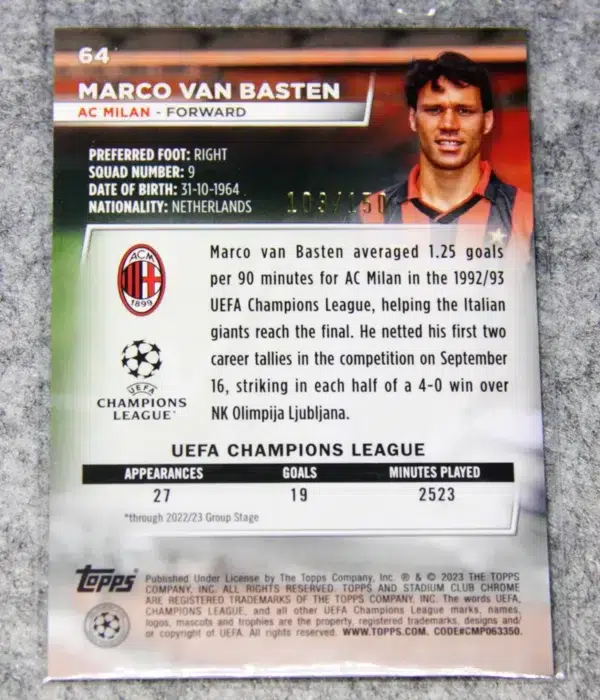 64
MARCO VAN BASTEN
AC MILAN - FORWARD
PREFERRED FOOT: RIGHT
SQUAD NUMBER: 9
DATE OF BIRTH: 31-10-1964
NATIONALITY: NETHERLANDS
103/150
ACM
1899
Marco van Basten averaged 1.25 goals
per 90 minutes for AC Milan in the 1992/93
UEFA Champions League, helping the Italian
giants reach the final. He netted his first two
career tallies in the competition on September
16, striking in each half of a 4-0 win over
NK Olimpija Ljubljana.
UEFA
CHAMPIONS
LEAGUE
UEFA CHAMPIONS LEAGUE
APPEARANCES GOALS MINUTES PLAYED
27 19 2523
*through 2022/23 Group Stage
Topps
Published Under License by The Topps Company, Inc. ® & © 2023 THE TOPPS
COMPANY, INC. ALL RIGHTS RESERVED. TOPPS AND STADIUM CLUB CHROME
ARE REGISTERED TRADEMARKS OF THE TOPPS COMPANY, INC. The words UEFA,
CHAMPIONS LEAGUE, and all other UEFA Champions League marks, names,
logos, mascots and trophies are the property, registered trademarks, designs and/
or copyright of UEFA. All rights reserved. WWW.TOPPS.COM. CODE#CMP063350.